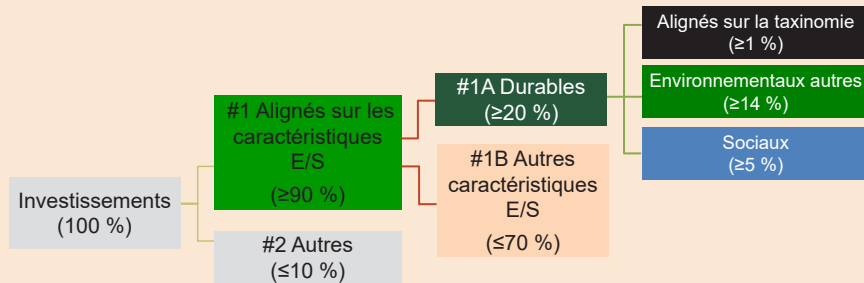 Investissements
(100 %)
#1 Alignés sur les
caractéristiques
E/S
(≥90 %)
#2 Autres
(≤10 %)
#1A Durables
(≥20 %)
#1B Autres
caractéristiques
E/S
(≤70 %)
Alignés sur la taxinomie
(≥1 %)
Environnementaux autres
(≥14 %)
Sociaux
(≥5 %)